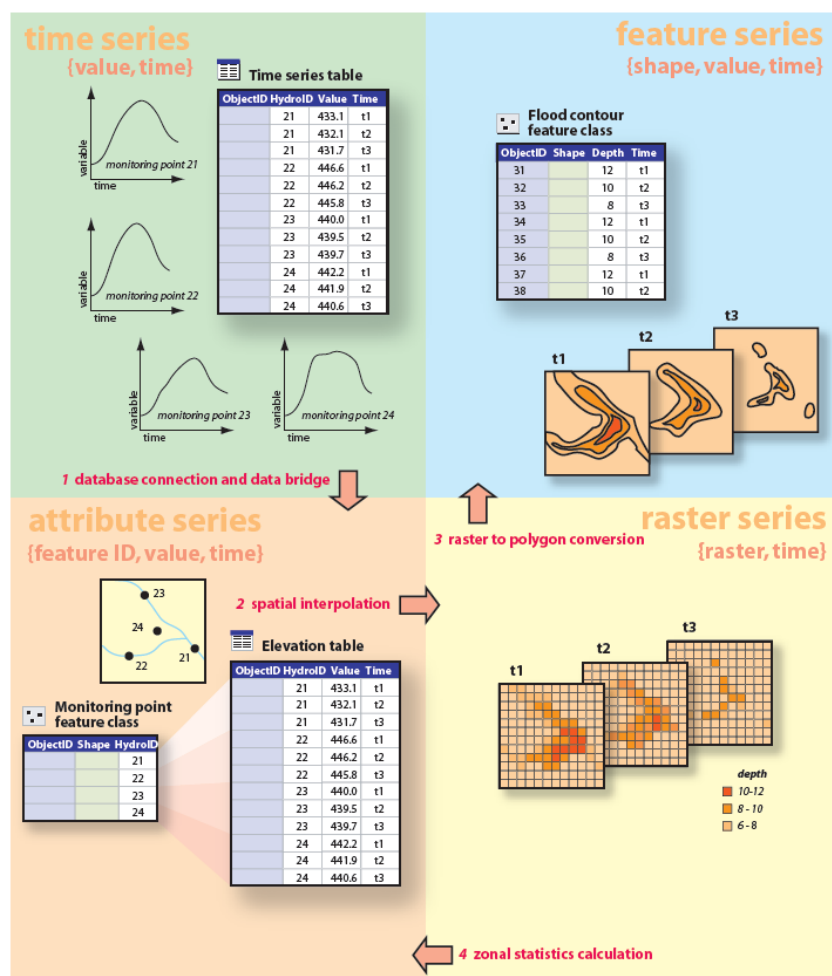 time series
{value, time}
Time series table
ObjectID HydroID Value Time
21 433.1 t1
21 432.1 t2
21 431.7 t3
22 446.6 t1
22 446.2 t2
22 445.8 t3
23 440.0 t1
23 439.5 t2
23 439.7 t3
24 442.2 t1
24 441.9 t2
24 440.6 t3
variable
monitoring point 21
time
variable
monitoring point 22
time
variable
monitoring point 23
time
variable
monitoring point 24
time
feature series
{shape, value, time}
Flood contour
feature class
ObjectID Shape Depth Time
31 12 t1
32 10 t2
33 8 t3
34 12 t1
35 10 t2
36 8 t3
37 12 t1
38 10 t2
t1
t2
t3
1 database connection and data bridge
attribute series
{feature ID, value, time}
23
24
22
21
2 spatial interpolation
Elevation table
ObjectID HydroID Value Time
21 433.1 t1
21 432.1 t2
21 431.7 t3
22 446.6 t1
22 446.2 t2
22 445.8 t3
23 440.0 t1
23 439.5 t2
23 439.7 t3
24 442.2 t1
24 441.9 t2
24 440.6 t3
Monitoring point
feature class
ObjectID Shape HydroID
21
22
23
24
raster series
{raster, time}
3 raster to polygon conversion
t1
t2
t3
depth
10-12
8 - 10
6 - 8
4 zonal statistics calculation